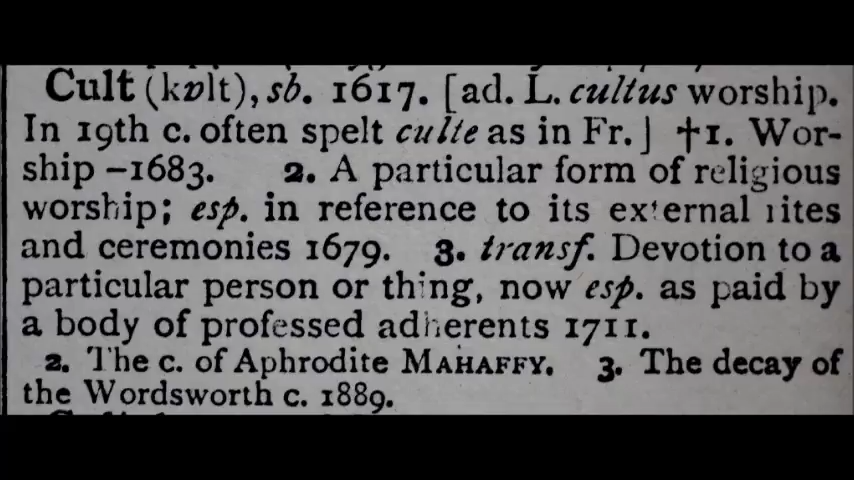 Cult (kʌlt), sb. 1617. [ad. L. cultus worship.
In 19th c. often spelt culte as in Fr.] †1. Wor-
ship –1683. 2. A particular form of religious
worship; esp. in reference to its external rites
and ceremonies 1679. 3. transf. Devotion to a
particular person or thing, now esp. as paid by
a body of professed adherents 1711.
2. The c. of Aphrodite MAHAFFY. 3. The decay of
the Wordsworth c. 1889.